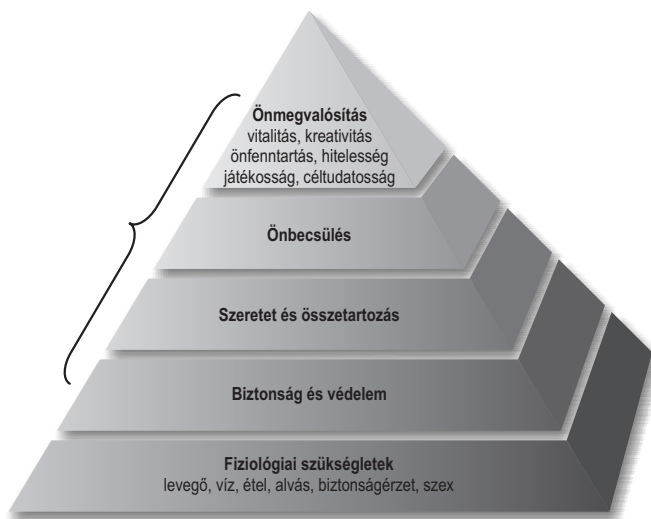 Önmegvalósítás
vitalitás, kreativitás
önfenntartás, hitelesség
játékosság, céltudatosság
Önbecsülés
Szeretet és összetartozás
Biztonság és védelem
Fiziológiai szükségletek
levegő, víz, étel, alvás, biztonságérzet, szex